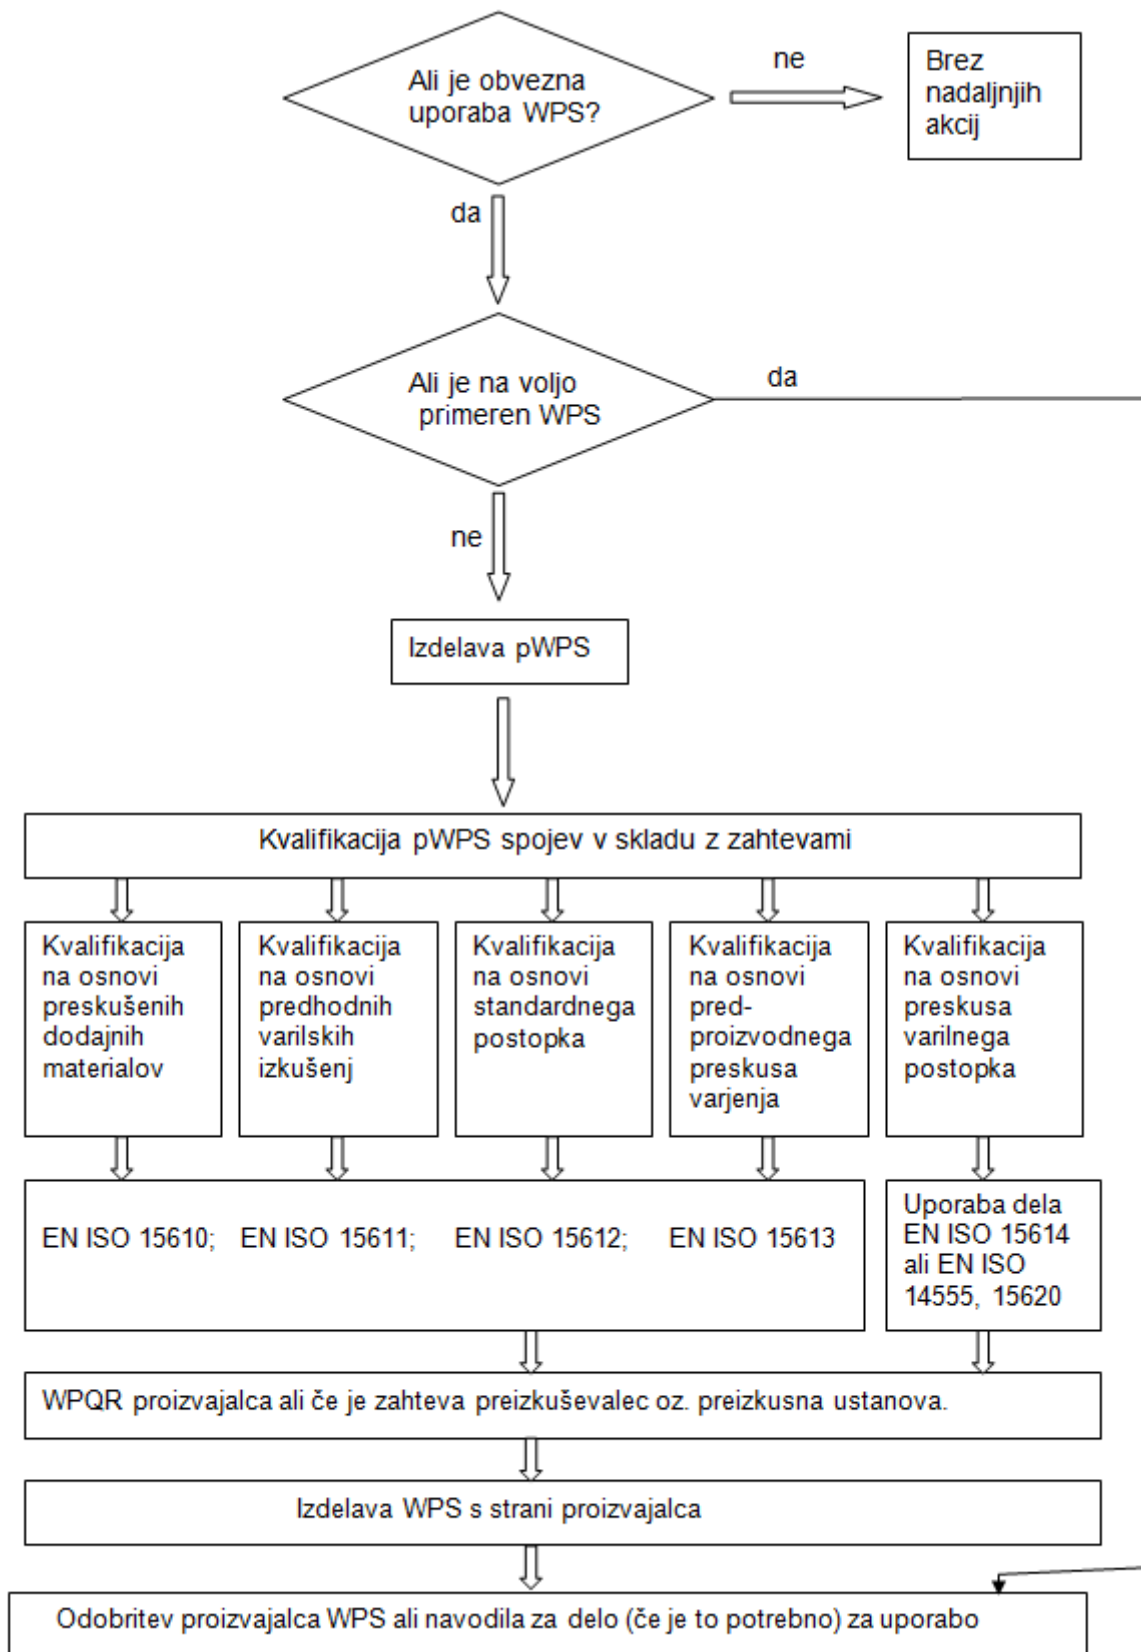 Ali je obvezna
uporaba WPS?
ne
Brez
nadaljnjih
akcij
da
Ali je na voljo
primeren WPS
da
ne
Izdelava pWPS
Kvalifikacija pWPS spojev v skladu z zahtevami
Kvalifikacija
na osnovi
preskušenih
dodajnih
materialov
Kvalifikacija
na osnovi
predhodnih
varilskih
izkušenj
Kvalifikacija
na osnovi
standardnega
postopka
Kvalifikacija
na osnovi
pred-
proizvodnega
preskusa
varjenja
Kvalifikacija
na osnovi
preskusa
varilnega
postopka
EN ISO 15610; EN ISO 15611; EN ISO 15612; EN ISO 15613
Uporaba dela
EN ISO 15614
ali EN ISO
14555, 15620
WPQR proizvajalca ali če je zahteva preizkuševalec oz. preizkusna ustanova.
Izdelava WPS s strani proizvajalca
Odobritev proizvajalca WPS ali navodila za delo (če je to potrebno) za uporabo